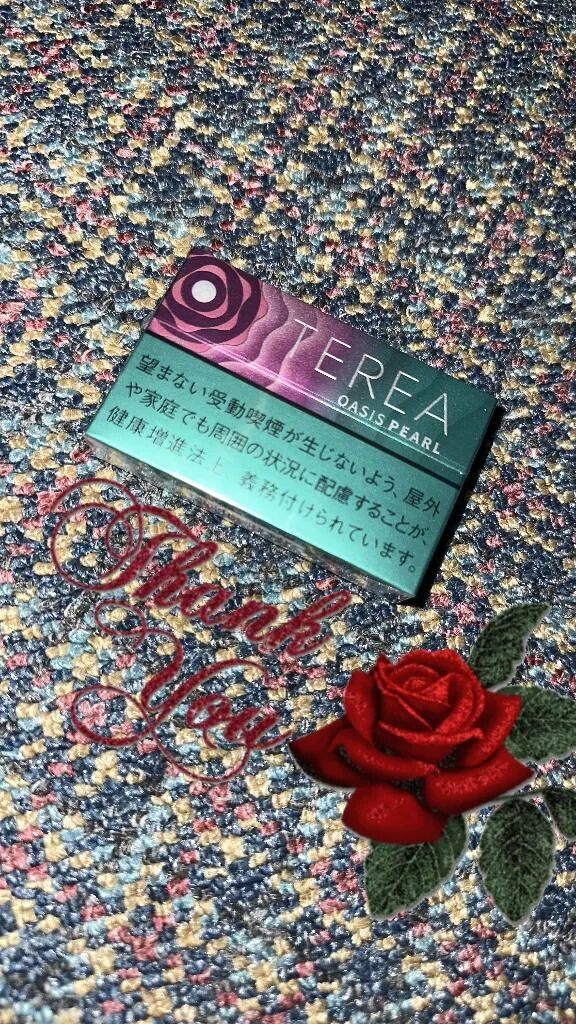 TEREA
OASIS PEARL
望まない受動喫煙が生じないよう、屋外
や家庭でも周囲の状況に配慮することが、
健康増進法上、義務付けられています。
Thank
You